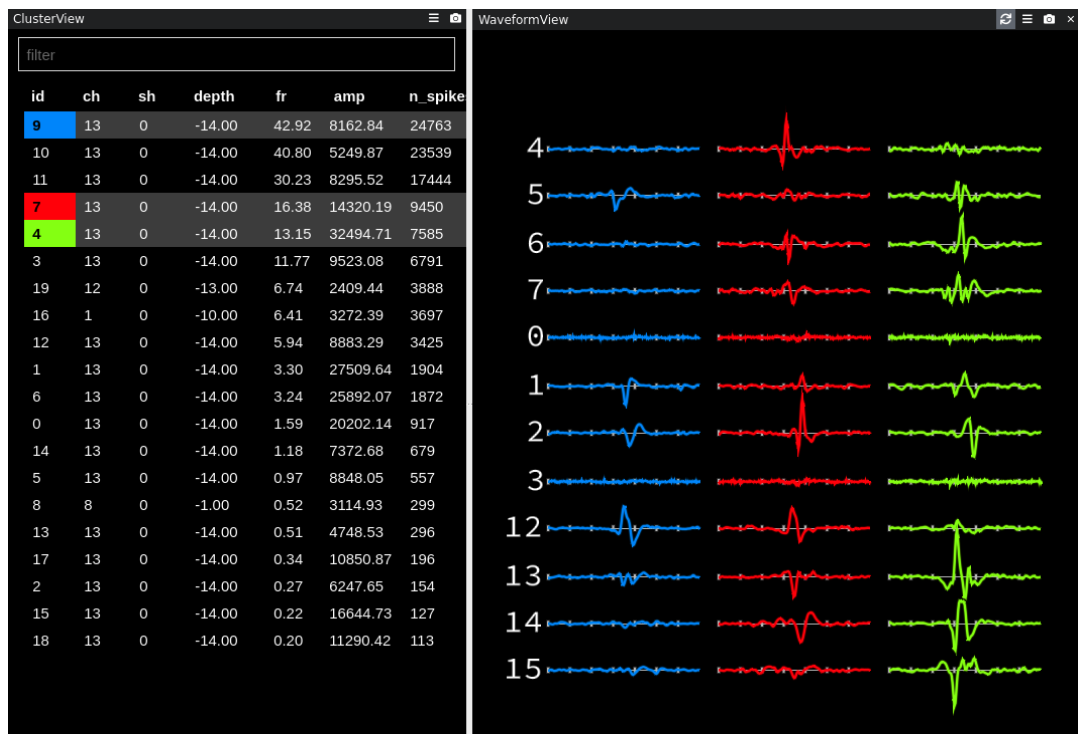 ClusterView
filter
id ch sh depth fr amp n_spike
9 13 0 -14.00 42.92 8162.84 24763
10 13 0 -14.00 40.80 5249.87 23539
11 13 0 -14.00 30.23 8295.52 17444
7 13 0 -14.00 16.38 14320.19 9450
4 13 0 -14.00 13.15 32494.71 7585
3 13 0 -14.00 11.77 9523.08 6791
19 12 0 -13.00 6.74 2409.44 3888
16 1 0 -10.00 6.41 3272.39 3697
12 13 0 -14.00 5.94 8883.29 3425
1 13 0 -14.00 3.30 27509.64 1904
6 13 0 -14.00 3.24 25892.07 1872
0 13 0 -14.00 1.59 20202.14 917
14 13 0 -14.00 1.18 7372.68 679
5 13 0 -14.00 0.97 8848.05 557
8 8 0 -1.00 0.52 3114.93 299
13 13 0 -14.00 0.51 4748.53 296
17 13 0 -14.00 0.34 10850.87 196
2 13 0 -14.00 0.27 6247.65 154
15 13 0 -14.00 0.22 16644.73 127
18 13 0 -14.00 0.20 11290.42 113
WaveformView
4
5
6
7
0
1
2
3
12
13
14
15